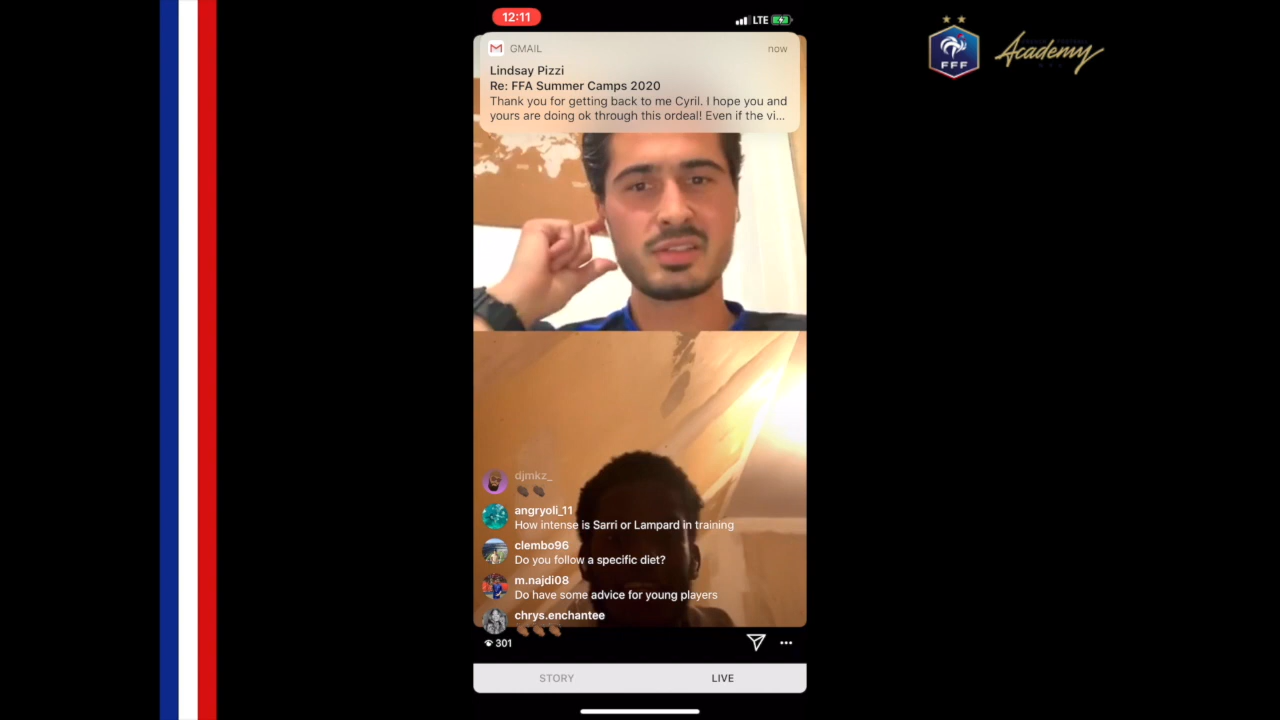 12:11
LTE
GMAIL
now
Lindsay Pizzi
Re: FFA Summer Camps 2020
Thank you for getting back to me Cyril. I hope you and
yours are doing ok through this ordeal! Even if the vi...
FFF
Academy
djmkz_
angryoli_11
How intense is Sarri or Lampard in training
clembo96
Do you follow a specific diet?
m.najdi08
Do have some advice for young players
chrys.enchantee
301
STORY
LIVE